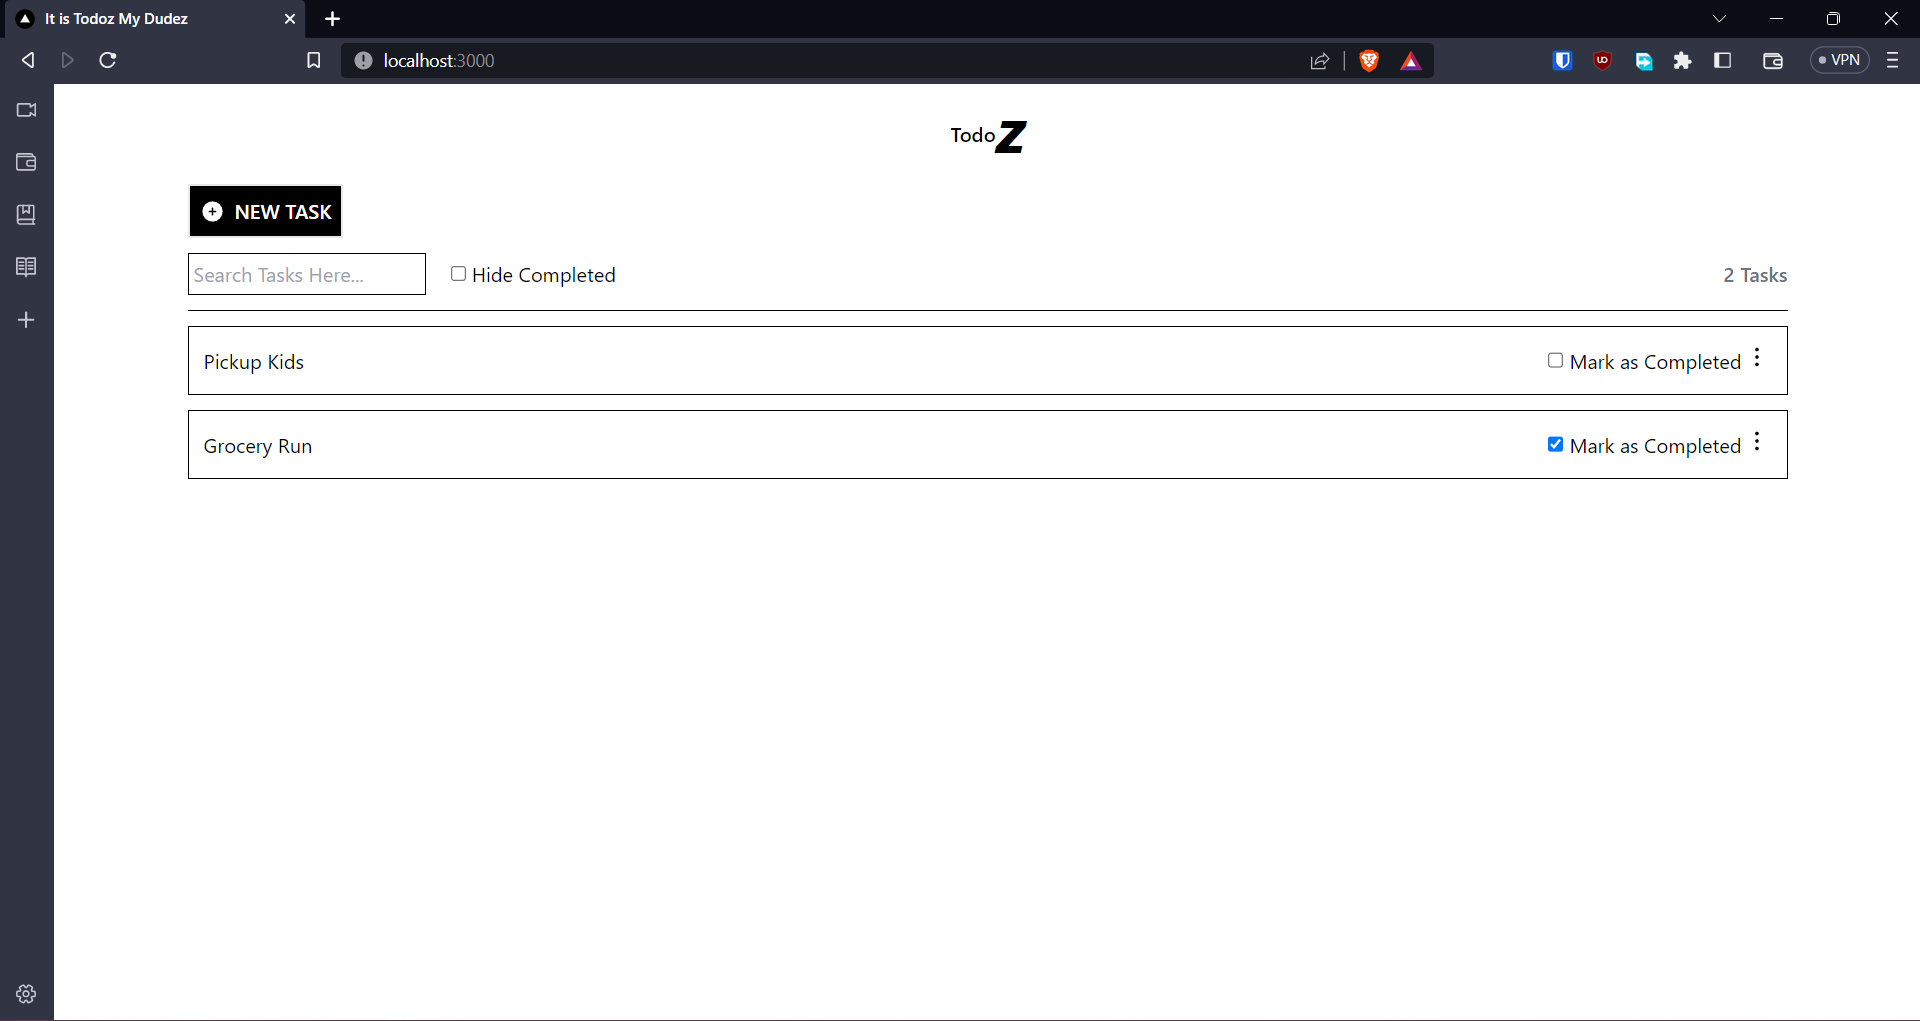 It is Todoz My Dudez
localhost:3000
VPN
TodoZ
NEW TASK
Search Tasks Here...
Hide Completed
2 Tasks
Pickup Kids
Mark as Completed
Grocery Run
Mark as Completed